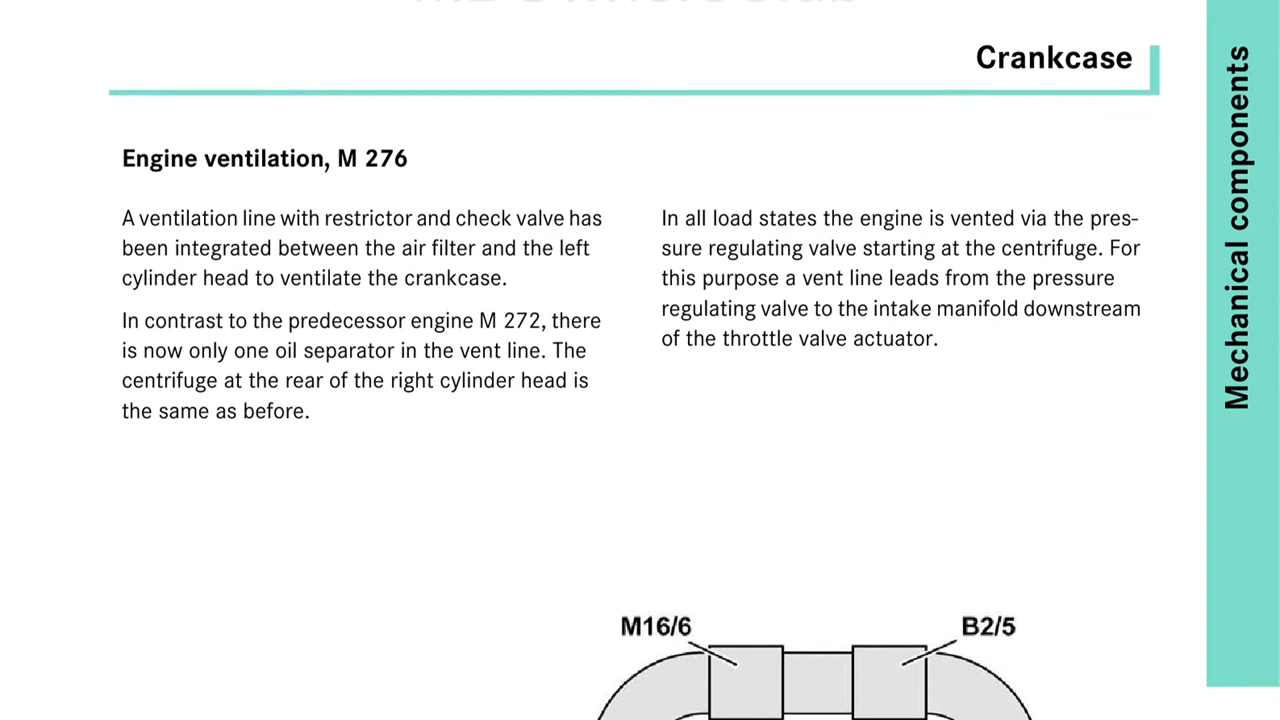 Crankcase
Mechanical components
Engine ventilation, M 276
A ventilation line with restrictor and check valve has
been integrated between the air filter and the left
cylinder head to ventilate the crankcase.
In contrast to the predecessor engine M 272, there
is now only one oil separator in the vent line. The
centrifuge at the rear of the right cylinder head is
the same as before.
In all load states the engine is vented via the pres-
sure regulating valve starting at the centrifuge. For
this purpose a vent line leads from the pressure
regulating valve to the intake manifold downstream
of the throttle valve actuator.
M16/6
B2/5